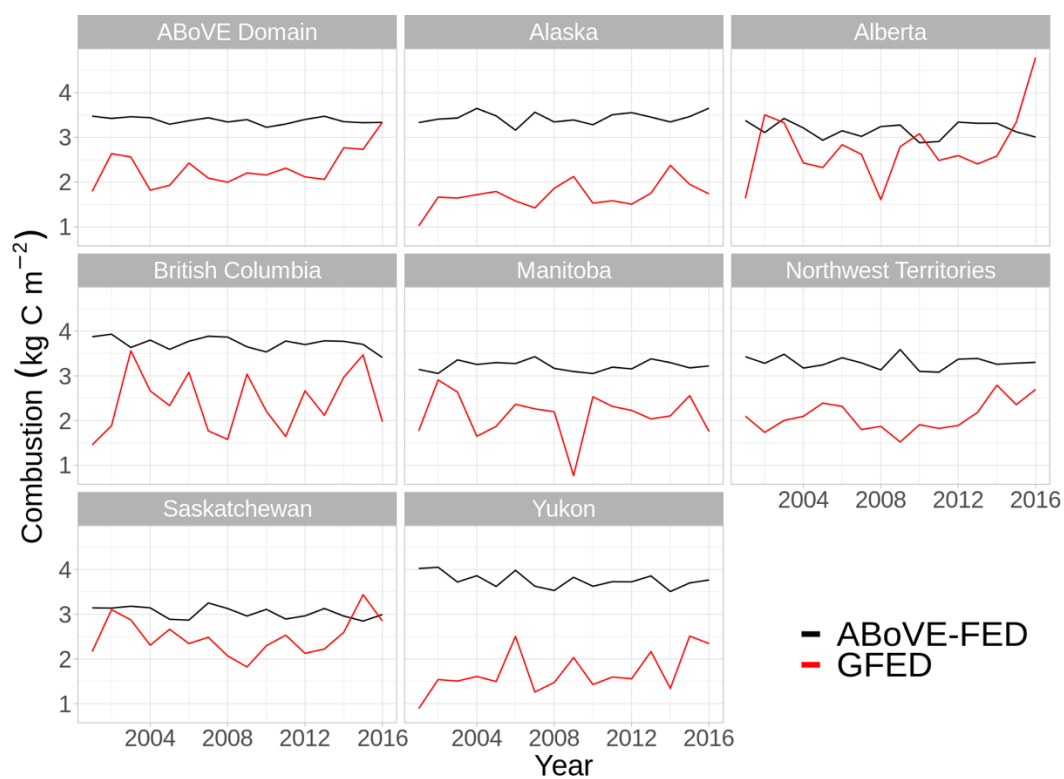 ABoVE Domain Alaska Alberta
4
3
2
1
British Columbia Manitoba Northwest Territories
4
3
2
1
2004 2008 2012 2016
Saskatchewan Yukon
4
3
2
1
2004 2008 2012 2016 2004 2008 2012 2016
Combustion (kg C m⁻²)
Year
ABoVE-FED
GFED